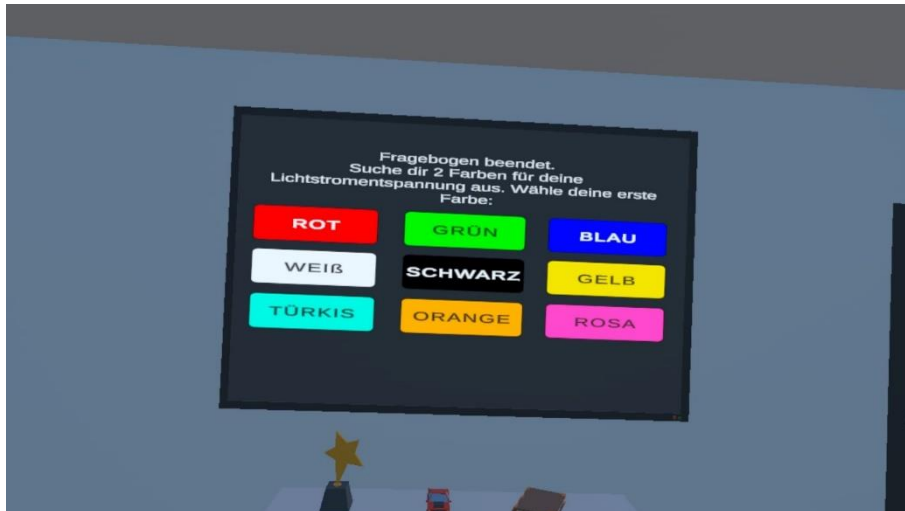 Fragebogen beendet.
Suche dir 2 Farben für deine
Lichtstromentspannung aus. Wähle deine erste
Farbe:
ROT GRÜN BLAU
WEIß SCHWARZ GELB
TÜRKIS ORANGE ROSA